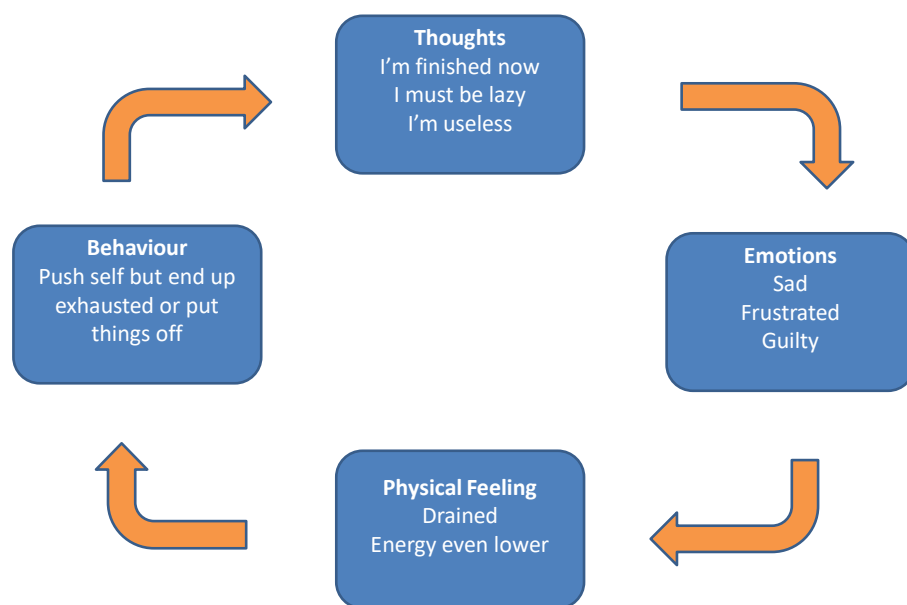 Thoughts
I'm finished now
I must be lazy
I'm useless
Emotions
Sad
Frustrated
Guilty
Physical Feeling
Drained
Energy even lower
Behaviour
Push self but end up
exhausted or put
things off